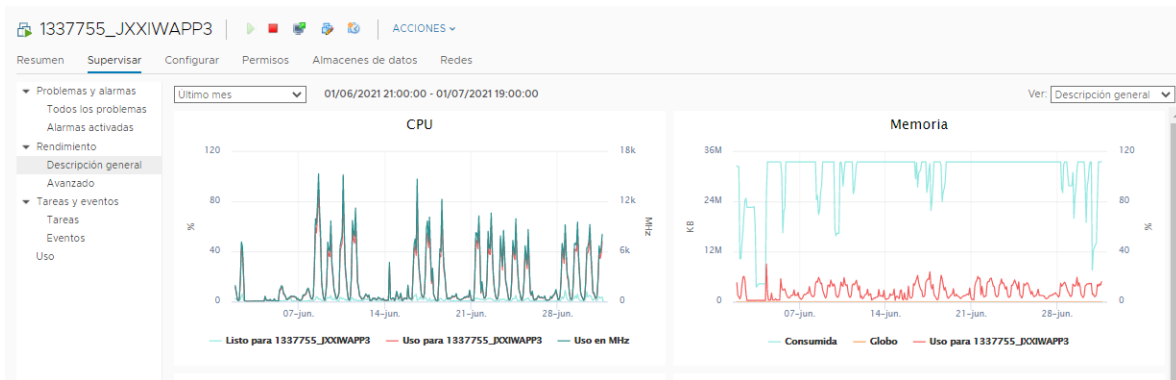 1337755_JXXIWAPP3
ACCIONES
Resumen Supervisar Configurar Permisos Almacenes de datos Redes
Problemas y alarmas
Todos los problemas
Alarmas activadas
Rendimiento
Descripción general
Avanzado
Tareas y eventos
Tareas
Eventos
Uso
Último mes 01/06/2021 21:00:00 - 01/07/2021 19:00:00 Ver: Descripción general
CPU
120 18k
80 12k
40 6k
0 0
% MHz
07-jun. 14-jun. 21-jun. 28-jun.
Listo para 1337755_JXXIWAPP3 Uso para 1337755_JXXIWAPP3 Uso en MHz
Memoria
36M 120
24M 80
12M 40
0 0
KB %
07-jun. 14-jun. 21-jun. 28-jun.
Consumida Globo Uso para 1337755_JXXIWAPP3